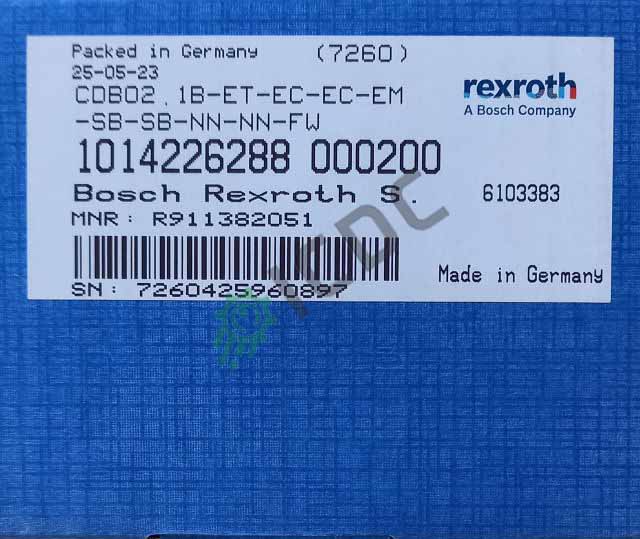 Packed in Germany (7260)
25-05-23
CDB02.1B-ET-EC-EC-EM
-SB-SB-NN-NN-FW
1014226288 000200
Bosch Rexroth S. 6103383
MNR: R911382051
SN: 7260425960897
rexroth
A Bosch Company
Made in Germany
ICDC